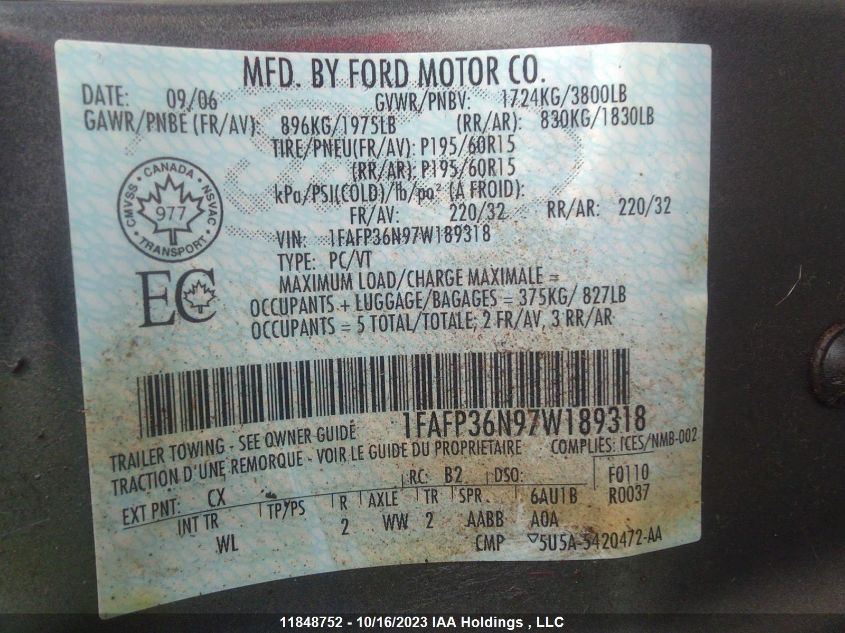 MFD. BY FORD MOTOR CO.
DATE: 09/06 GVWR/PNBV: 1724KG/3800LB
GAWR/PNBE (FR/AV): 896KG/1975LB (RR/AR): 830KG/1830LB
TIRE/PNEU(FR/AV): P195/60R15
(RR/AR): P195/60R15
kPa/PSI(COLD)/lb/po² (A FROID):
FR/AV: 220/32 RR/AR: 220/32
CMVSS · CANADA · NSVAC
977
TRANSPORT
VIN: 1FAFP36N97W189318
TYPE: PC/VT
EC
MAXIMUM LOAD/CHARGE MAXIMALE =
OCCUPANTS + LUGGAGE/BAGAGES = 375KG/ 827LB
OCCUPANTS = 5 TOTAL/TOTALE; 2 FR/AV, 3 RR/AR
1FAFP36N97W189318
TRAILER TOWING - SEE OWNER GUIDE
TRACTION D'UNE REMORQUE - VOIR LE GUIDE DU PROPRIETAIRE COMPLIES: ICES/NMB-002
RC: B2 DSO: F0110
EXT PNT: CX R0037
INT TR TP/PS R AXLE TR SPR 6AU1B
WL 2 WW 2 AABB A0A
CMP 5U5A-5420472-AA
11848752 - 10/16/2023 IAA Holdings , LLC